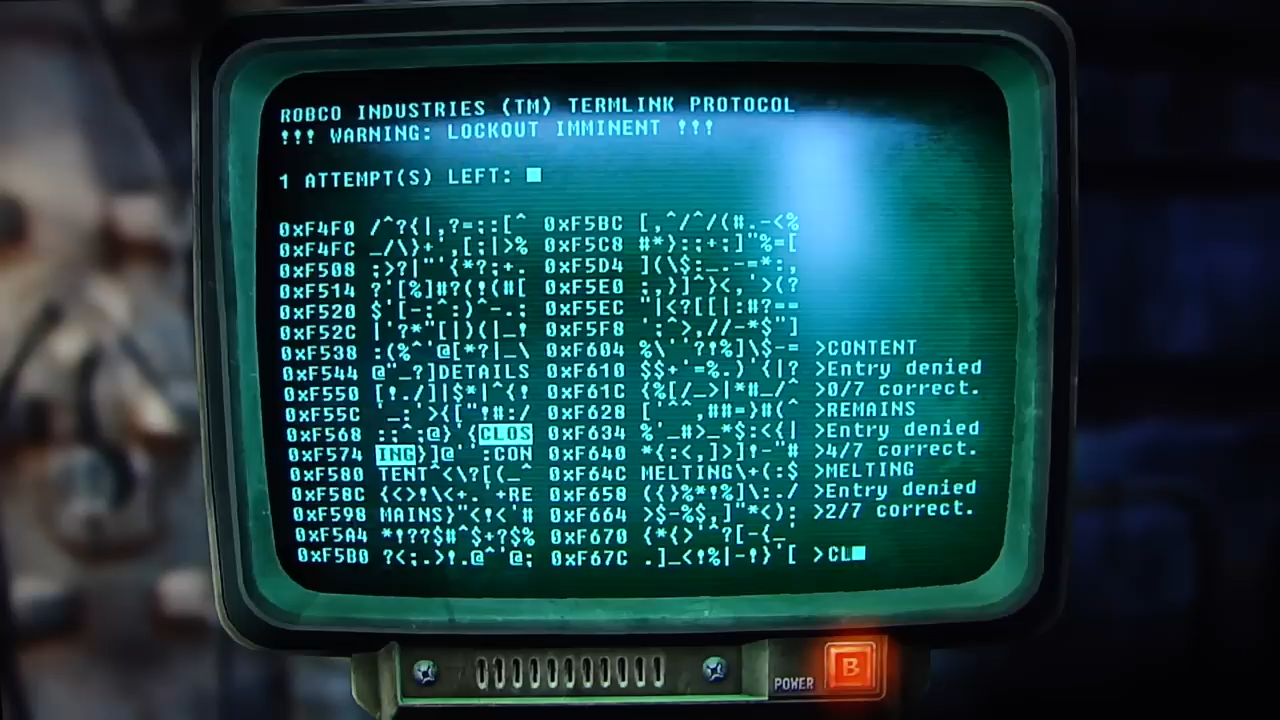 ROBCO INDUSTRIES (TM) TERMLINK PROTOCOL
!!! WARNING: LOCKOUT IMMINENT !!!
1 ATTEMPT(S) LEFT:
0xF4F0 /^?{|,?=;:[^ 0xF5BC [,^/^/(#.-<%
0xF4FC _/\}+',[:|>% 0xF5C8 #*};:+;]"%=[
0xF508 ;>?|"'{*?;+. 0xF5D4 ](\$:_.-=*:,
0xF514 ?'[%]#?(!(#[ 0xF5E0 ;,}]^}<,'>(?
0xF520 $'[-;^:)^-.; 0xF5EC "|<?[[|:#?==
0xF52C |'?*"[|)(|_! 0xF5F8 ';^>,//-*$"]
0xF538 :(%^'@[*?|_\ 0xF604 %\''?!%]\$-= >CONTENT
0xF544 @"_?]DETAILS 0xF610 $$+'=%.)'{|? >Entry denied
0xF550 [!./]|$*|^{! 0xF61C {%[/_>|*#_/^ >0/7 correct.
0xF55C '_:'>{["!#:/ 0xF628 ['^^,##=}#(^ >REMAINS
0xF568 :;^;@}'{CLOS 0xF634 %'_#>_*$:<{| >Entry denied
0xF574 ING}]@'':CON 0xF640 *{:<,]>]!-"# >4/7 correct.
0xF580 TENT^<\?[(_^ 0xF64C MELTING\+(:$ >MELTING
0xF58C {<>!\<+.'+RE 0xF658 ({}%*!%]\:./ >Entry denied
0xF598 MAINS}"<!<'# 0xF664 >$-%$,]"*<); >2/7 correct.
0xF5A4 *!??$#^$+?$% 0xF670 {*{>'^?[-{_
0xF5B0 ?<;.>!.@^'@; 0xF67C .]_<!%|-!}'[ >CL
POWER
B